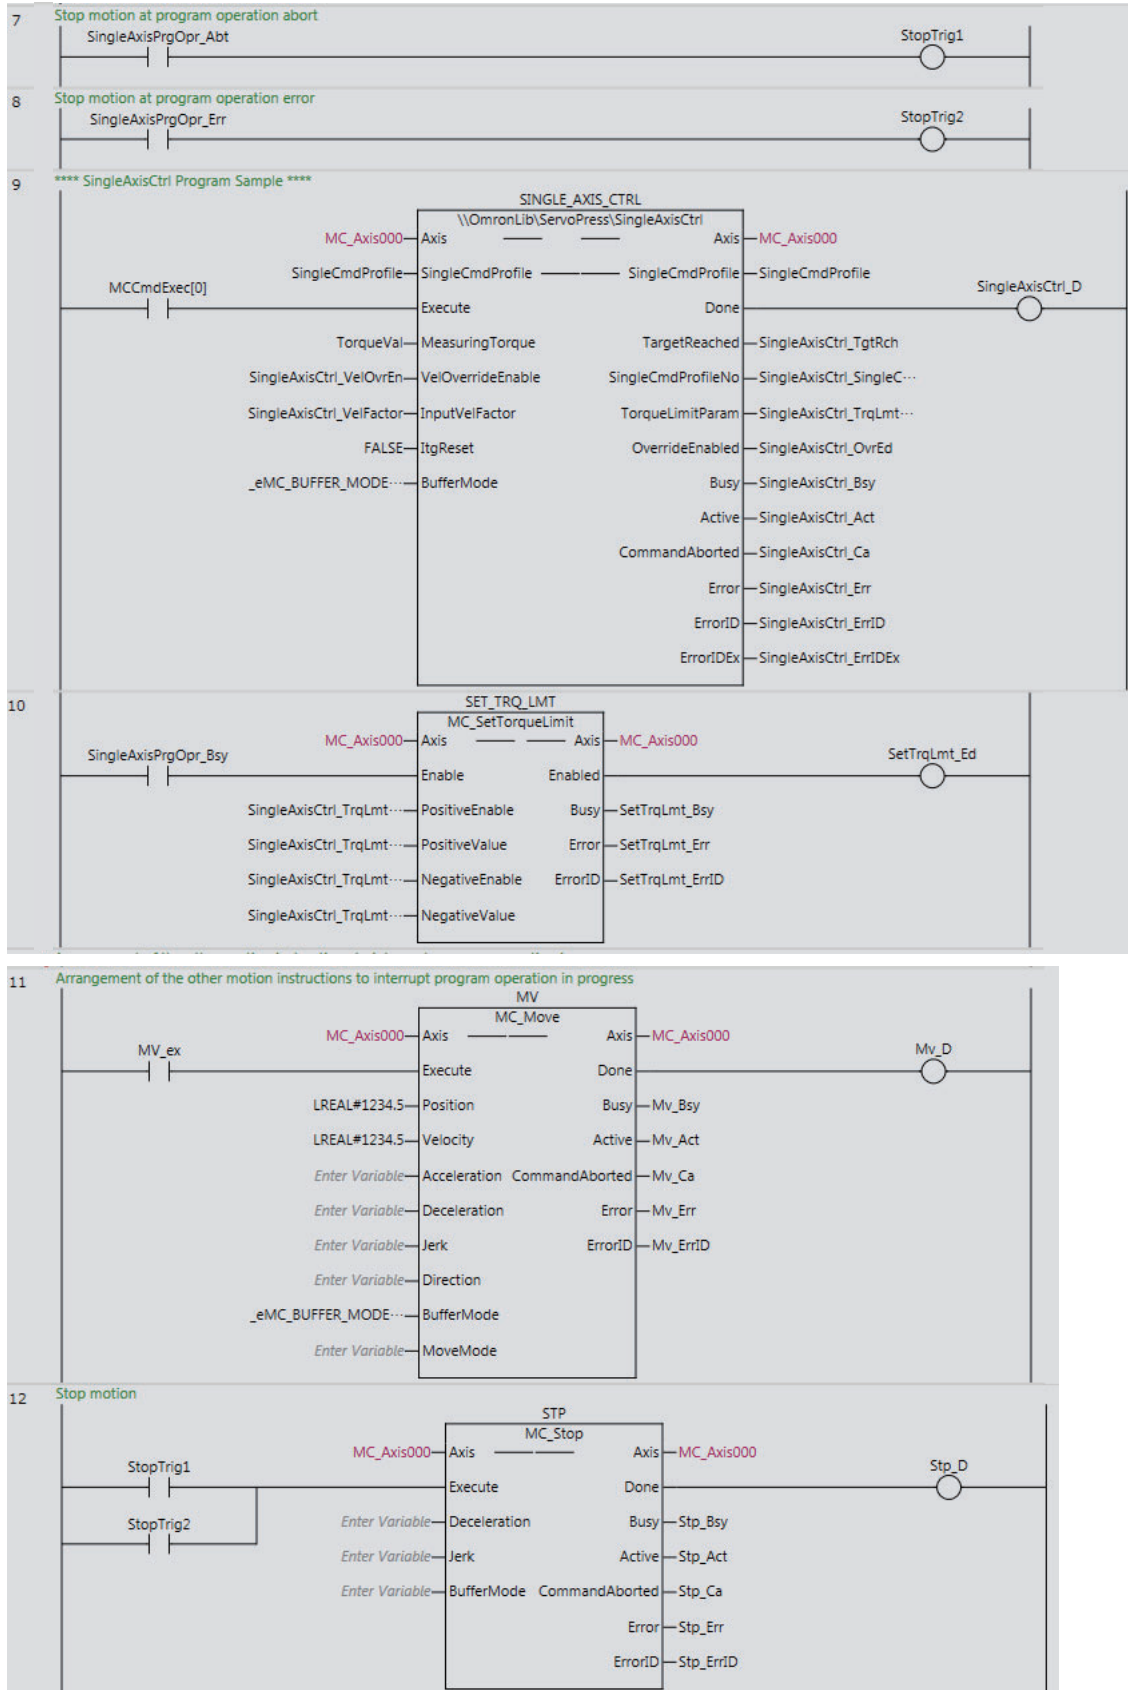 7
Stop motion at program operation abort
SingleAxisPrgOpr_Abt
StopTrig1
8
Stop motion at program operation error
SingleAxisPrgOpr_Err
StopTrig2
9
**** SingleAxisCtrl Program Sample ****
SINGLE_AXIS_CTRL
\\OmronLib\ServoPress\SingleAxisCtrl
MC_Axis000 Axis Axis MC_Axis000
SingleCmdProfile SingleCmdProfile SingleCmdProfile SingleCmdProfile
MCCmdExec[0] SingleAxisCtrl_D
Execute Done
TorqueVal MeasuringTorque TargetReached SingleAxisCtrl_TgtRch
SingleAxisCtrl_VelOvrEn VelOverrideEnable SingleCmdProfileNo SingleAxisCtrl_SingleC···
SingleAxisCtrl_VelFactor InputVelFactor TorqueLimitParam SingleAxisCtrl_TrqLmt···
FALSE ItgReset OverrideEnabled SingleAxisCtrl_OvrEd
_eMC_BUFFER_MODE··· BufferMode Busy SingleAxisCtrl_Bsy
Active SingleAxisCtrl_Act
CommandAborted SingleAxisCtrl_Ca
Error SingleAxisCtrl_Err
ErrorID SingleAxisCtrl_ErrID
ErrorIDEx SingleAxisCtrl_ErrIDEx
10
SET_TRQ_LMT
MC_SetTorqueLimit
MC_Axis000 Axis Axis MC_Axis000
SingleAxisPrgOpr_Bsy SetTrqLmt_Ed
Enable Enabled
SingleAxisCtrl_TrqLmt··· PositiveEnable Busy SetTrqLmt_Bsy
SingleAxisCtrl_TrqLmt··· PositiveValue Error SetTrqLmt_Err
SingleAxisCtrl_TrqLmt··· NegativeEnable ErrorID SetTrqLmt_ErrID
SingleAxisCtrl_TrqLmt··· NegativeValue
11
Arrangement of the other motion instructions to interrupt program operation in progress
MV
MC_Move
MC_Axis000 Axis Axis MC_Axis000
MV_ex Mv_D
Execute Done
LREAL#1234.5 Position Busy Mv_Bsy
LREAL#1234.5 Velocity Active Mv_Act
Enter Variable Acceleration CommandAborted Mv_Ca
Enter Variable Deceleration Error Mv_Err
Enter Variable Jerk ErrorID Mv_ErrID
Enter Variable Direction
_eMC_BUFFER_MODE··· BufferMode
Enter Variable MoveMode
12
Stop motion
STP
MC_Stop
MC_Axis000 Axis Axis MC_Axis000
StopTrig1 Stp_D
Execute Done
StopTrig2
Enter Variable Deceleration Busy Stp_Bsy
Enter Variable Jerk Active Stp_Act
Enter Variable BufferMode CommandAborted Stp_Ca
Error Stp_Err
ErrorID Stp_ErrID